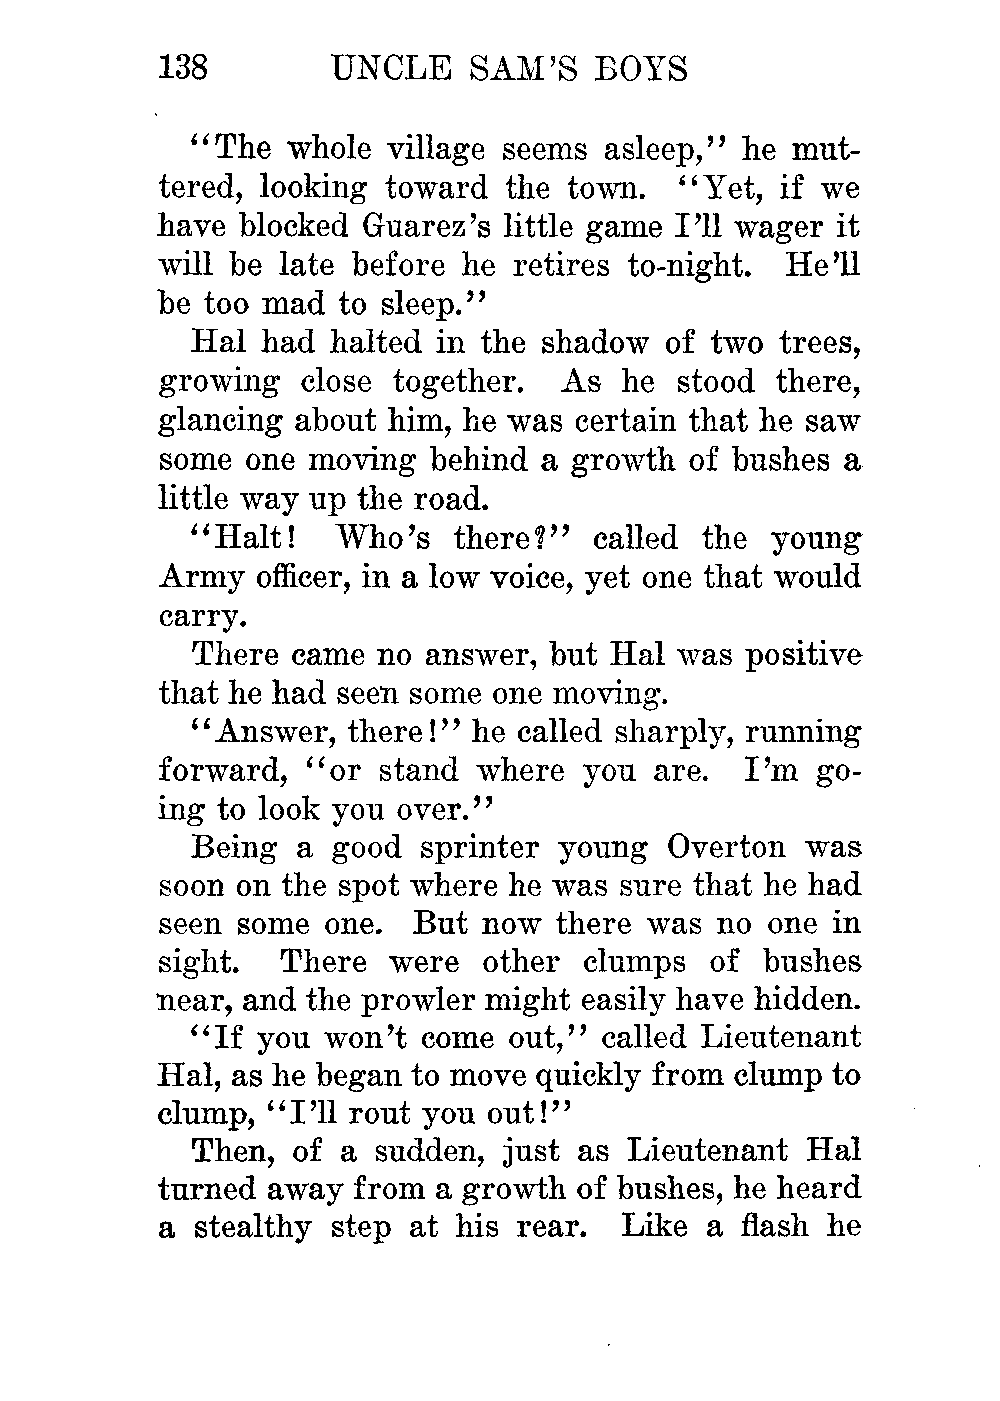 138 UNCLE SAM'S BOYS
"The whole village seems asleep," he mut-
tered, looking toward the town. "Yet, if we
have blocked Guarez's little game I'll wager it
will be late before he retires to-night. He'll
be too mad to sleep."
Hal had halted in the shadow of two trees,
growing close together. As he stood there,
glancing about him, he was certain that he saw
some one moving behind a growth of bushes a
little way up the road.
"Halt! Who's there?" called the young
Army officer, in a low voice, yet one that would
carry.
There came no answer, but Hal was positive
that he had seen some one moving.
"Answer, there!" he called sharply, running
forward, "or stand where you are. I'm go-
ing to look you over."
Being a good sprinter young Overton was
soon on the spot where he was sure that he had
seen some one. But now there was no one in
sight. There were other clumps of bushes
near, and the prowler might easily have hidden.
"If you won't come out," called Lieutenant
Hal, as he began to move quickly from clump to
clump, "I'll rout you out!"
Then, of a sudden, just as Lieutenant Hal
turned away from a growth of bushes, he heard
a stealthy step at his rear. Like a flash he